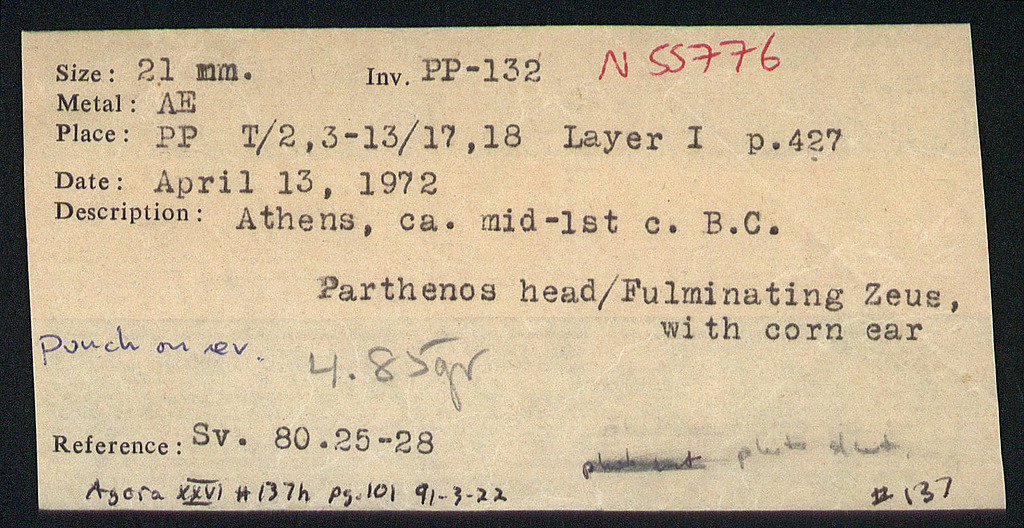 Size: 21 mm. Inv. PP-132 N 55776
Metal: AE
Place: PP T/2,3-13/17,18 Layer I p.427
Date: April 13, 1972
Description: Athens, ca. mid-1st c. B.C.
Parthenos head/Fulminating Zeus,
with corn ear
punch on rev.
4.85gr
Reference: Sv. 80.25-28
Agora XXVI #137h pg.101 91-3-22
#137